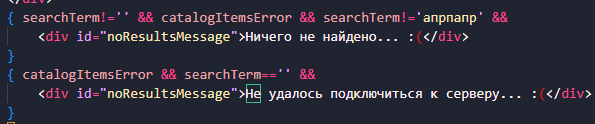 </div>
{ searchTerm!='' && catalogItemsError && searchTerm!='апрпапр' &&
<div id="noResultsMessage">Ничего не найдено... :(</div>
}
{ catalogItemsError && searchTerm=='' &&
<div id="noResultsMessage">Не удалось подключиться к серверу... :(</div>
}